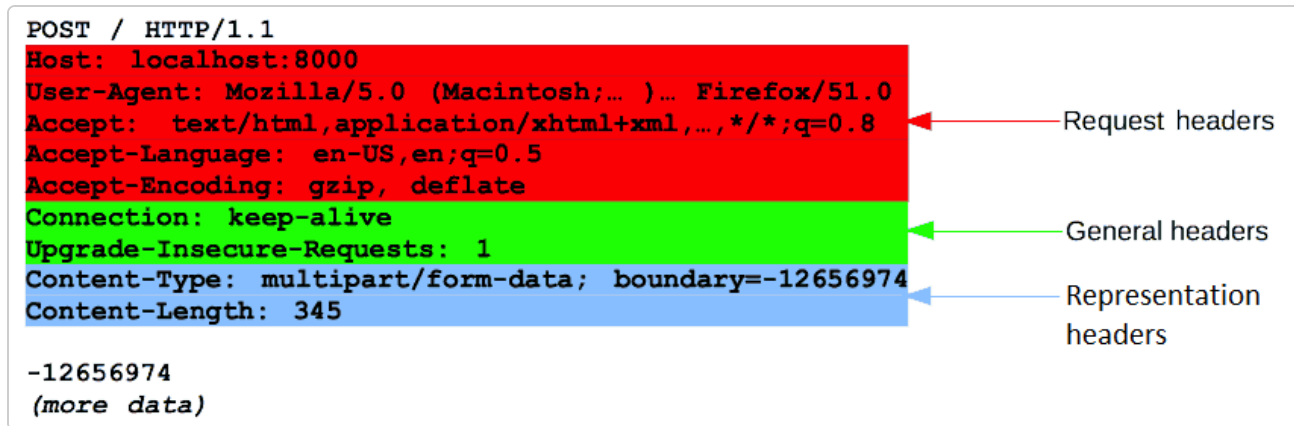 POST / HTTP/1.1
Host: localhost:8000
User-Agent: Mozilla/5.0 (Macintosh;… )… Firefox/51.0
Accept: text/html,application/xhtml+xml,…,*/*;q=0.8
Accept-Language: en-US,en;q=0.5
Accept-Encoding: gzip, deflate
Connection: keep-alive
Upgrade-Insecure-Requests: 1
Content-Type: multipart/form-data; boundary=-12656974
Content-Length: 345
-12656974
(more data)
Request headers
General headers
Representation
headers